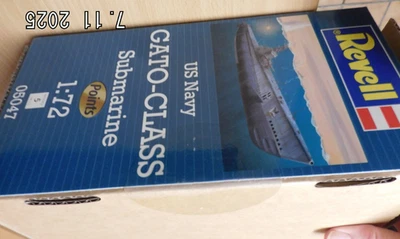 7.11 2025
Revell
US Navy
GATO-CLASS
Submarine
Points
1:72
5
05047